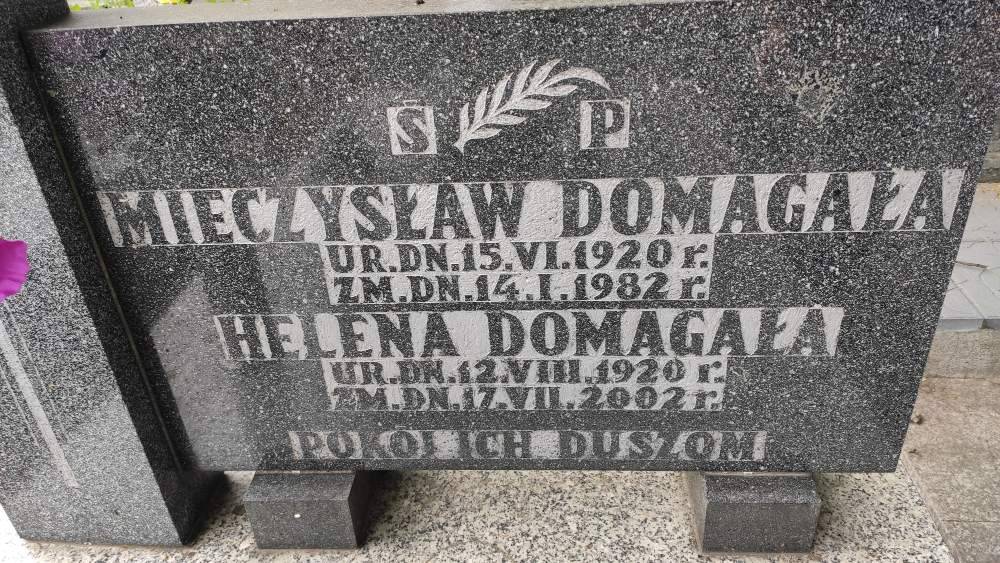 Ś P
MIECZYSŁAW DOMAGAŁA
UR.DN.15.VI.1920 r.
ZM.DN.14.I.1982 r.
HELENA DOMAGAŁA
UR.DN.12.VIII.1920 r.
ZM.DN.17.VII.2002 r.
POKÓJ ICH DUSZOM